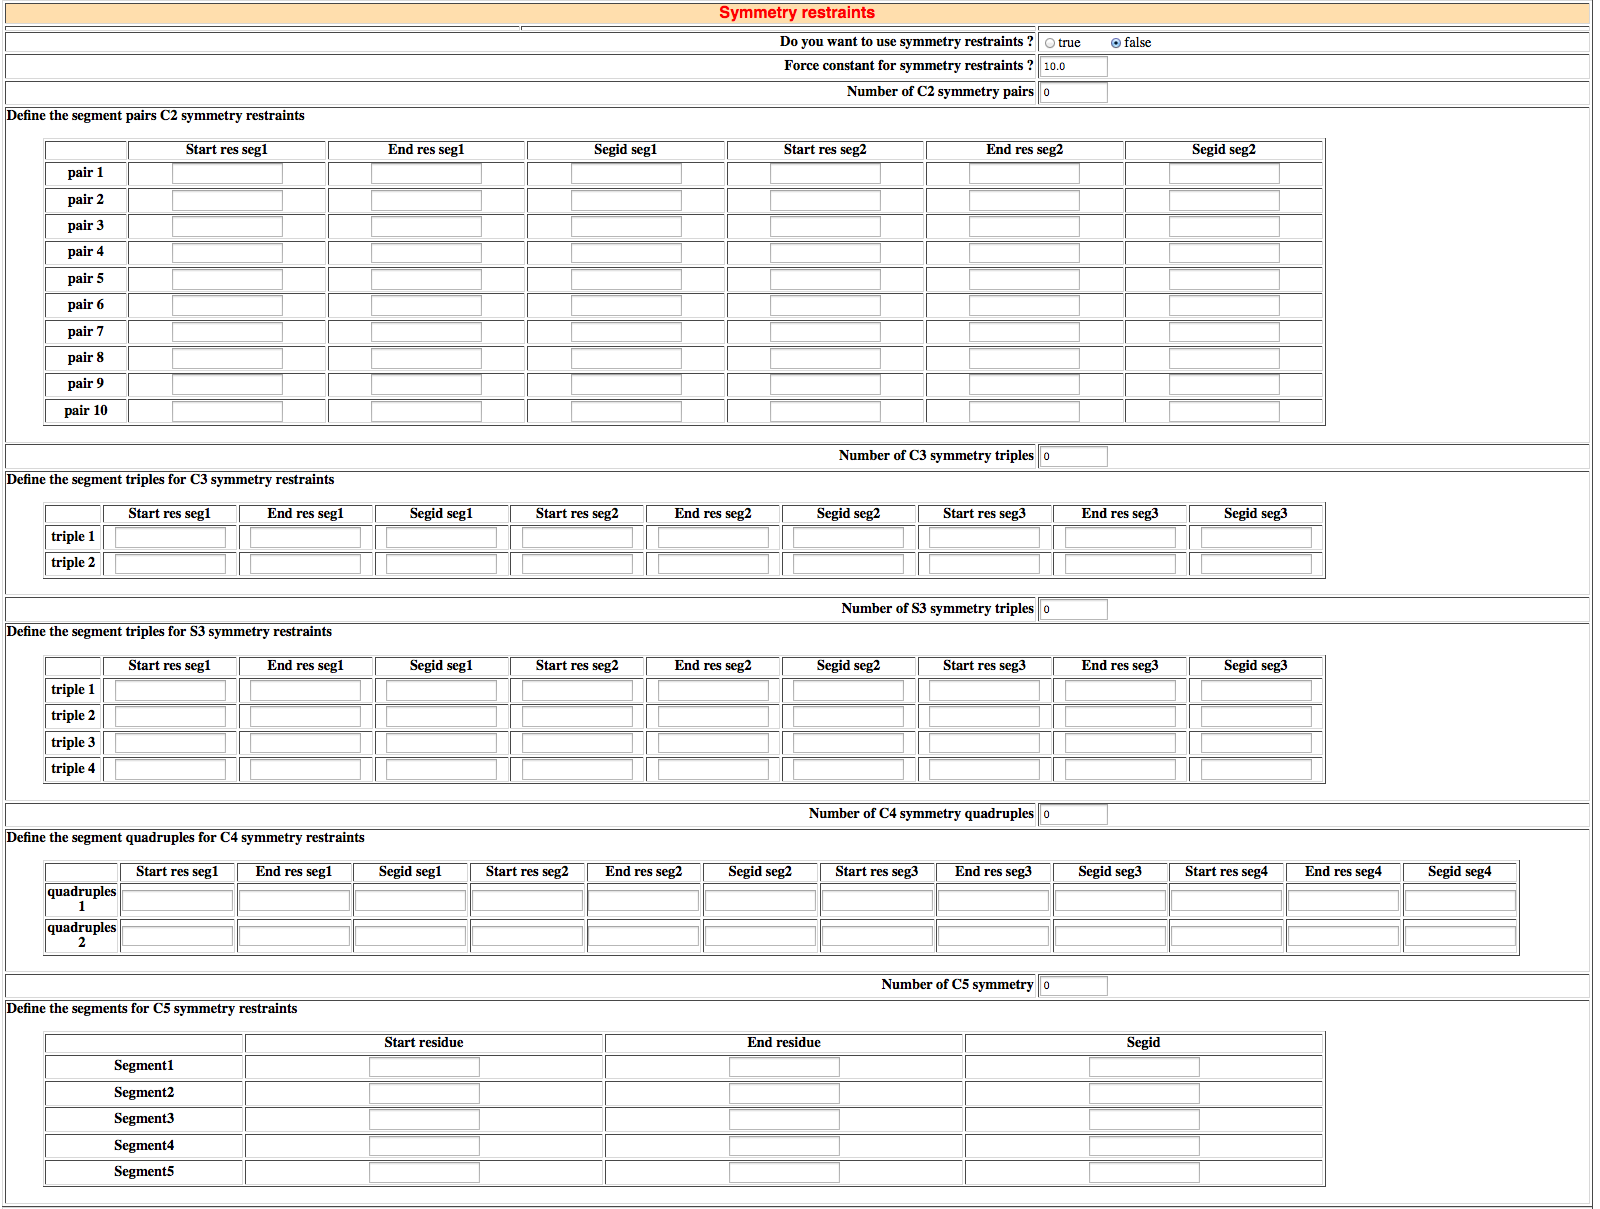 Symmetry restraints
Do you want to use symmetry restraints ? true false
Force constant for symmetry restraints ? 10.0
Number of C2 symmetry pairs 0
Define the segment pairs C2 symmetry restraints
Start res seg1 End res seg1 Segid seg1 Start res seg2 End res seg2 Segid seg2
pair 1
pair 2
pair 3
pair 4
pair 5
pair 6
pair 7
pair 8
pair 9
pair 10
Number of C3 symmetry triples 0
Define the segment triples for C3 symmetry restraints
Start res seg1 End res seg1 Segid seg1 Start res seg2 End res seg2 Segid seg2 Start res seg3 End res seg3 Segid seg3
triple 1
triple 2
Number of S3 symmetry triples 0
Define the segment triples for S3 symmetry restraints
Start res seg1 End res seg1 Segid seg1 Start res seg2 End res seg2 Segid seg2 Start res seg3 End res seg3 Segid seg3
triple 1
triple 2
triple 3
triple 4
Number of C4 symmetry quadruples 0
Define the segment quadruples for C4 symmetry restraints
Start res seg1 End res seg1 Segid seg1 Start res seg2 End res seg2 Segid seg2 Start res seg3 End res seg3 Segid seg3 Start res seg4 End res seg4 Segid seg4
quadruples
1
quadruples
2
Number of C5 symmetry 0
Define the segments for C5 symmetry restraints
Start residue End residue Segid
Segment1
Segment2
Segment3
Segment4
Segment5